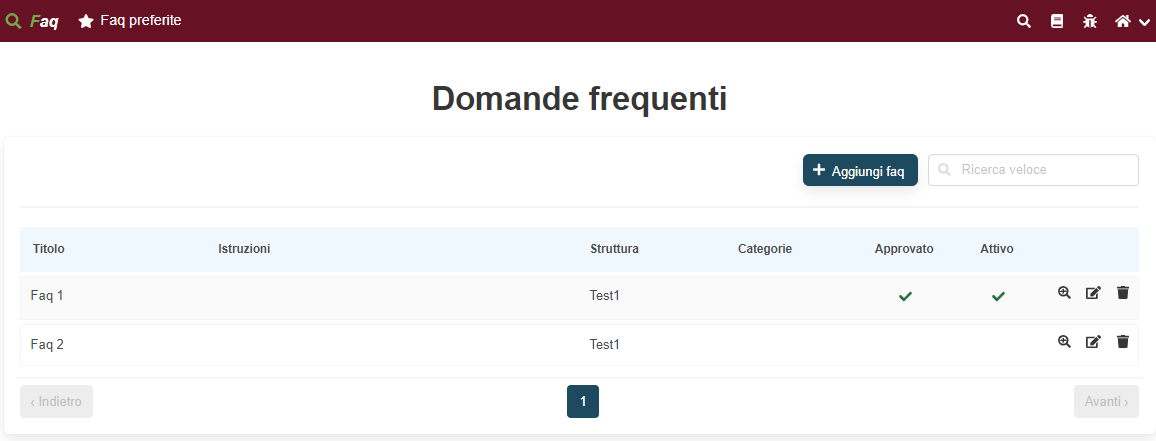 Faq Faq preferite
Domande frequenti
Aggiungi faq Ricerca veloce
Titolo Istruzioni Struttura Categorie Approvato Attivo
Faq 1 Test1
Faq 2 Test1
‹ Indietro 1 Avanti ›